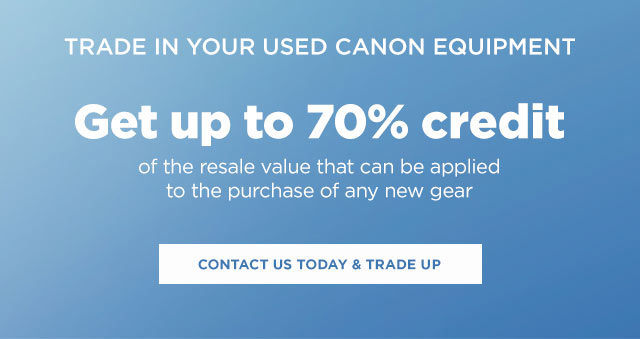 TRADE IN YOUR USED CANON EQUIPMENT
Get up to 70% credit
of the resale value that can be applied
to the purchase of any new gear
CONTACT US TODAY & TRADE UP